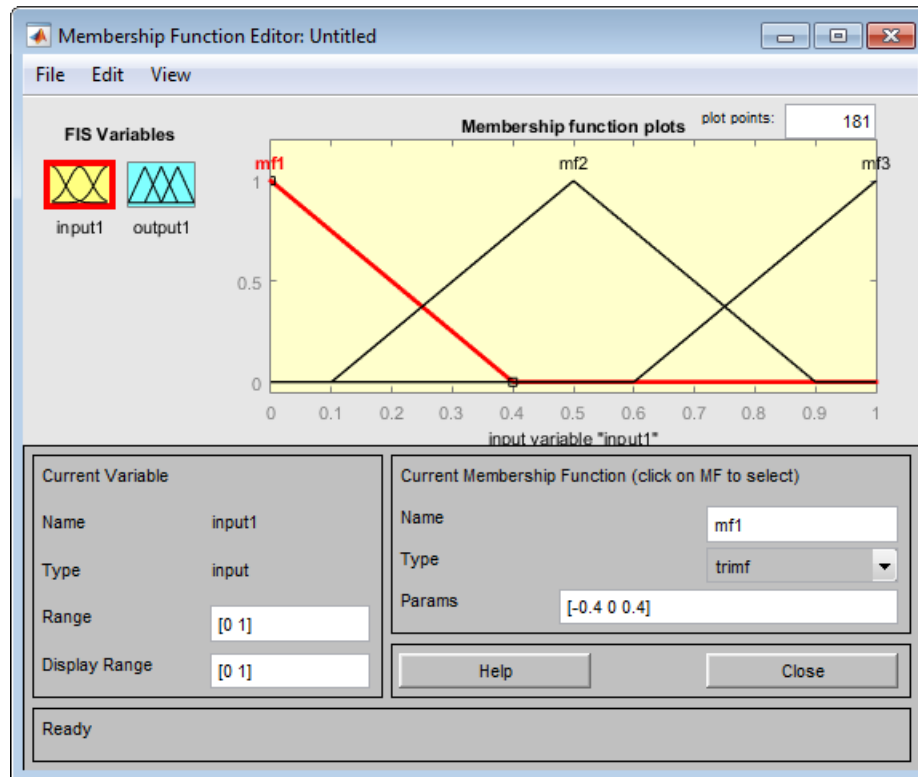 Membership Function Editor: Untitled
File Edit View
FIS Variables
input1 output1
Membership function plots plot points: 181
mf1 mf2 mf3
1
0.5
0
0 0.1 0.2 0.3 0.4 0.5 0.6 0.7 0.8 0.9 1
input variable "input1"
Current Variable
Name input1
Type input
Range [0 1]
Display Range [0 1]
Current Membership Function (click on MF to select)
Name mf1
Type trimf
Params [-0.4 0 0.4]
Help Close
Ready